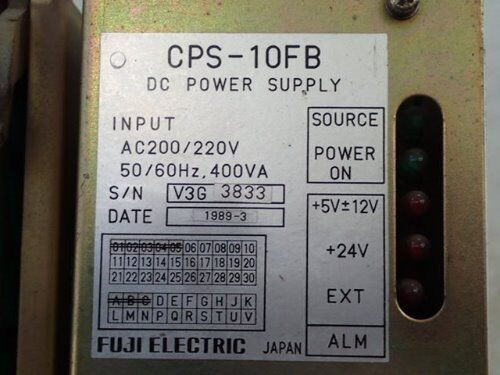 CPS-10FB
DC POWER SUPPLY
INPUT
AC200/220V
50/60Hz, 400VA
S/N V3G 3833
DATE 1989-3
01 02 03 04 05 06 07 08 09 10
11 12 13 14 15 16 17 18 19 20
21 22 23 24 25 26 27 28 29 30
A B C D E F G H J K
L M N P Q R S T U V
FUJI ELECTRIC JAPAN
SOURCE
POWER
ON
+5V±12V
+24V
EXT
ALM